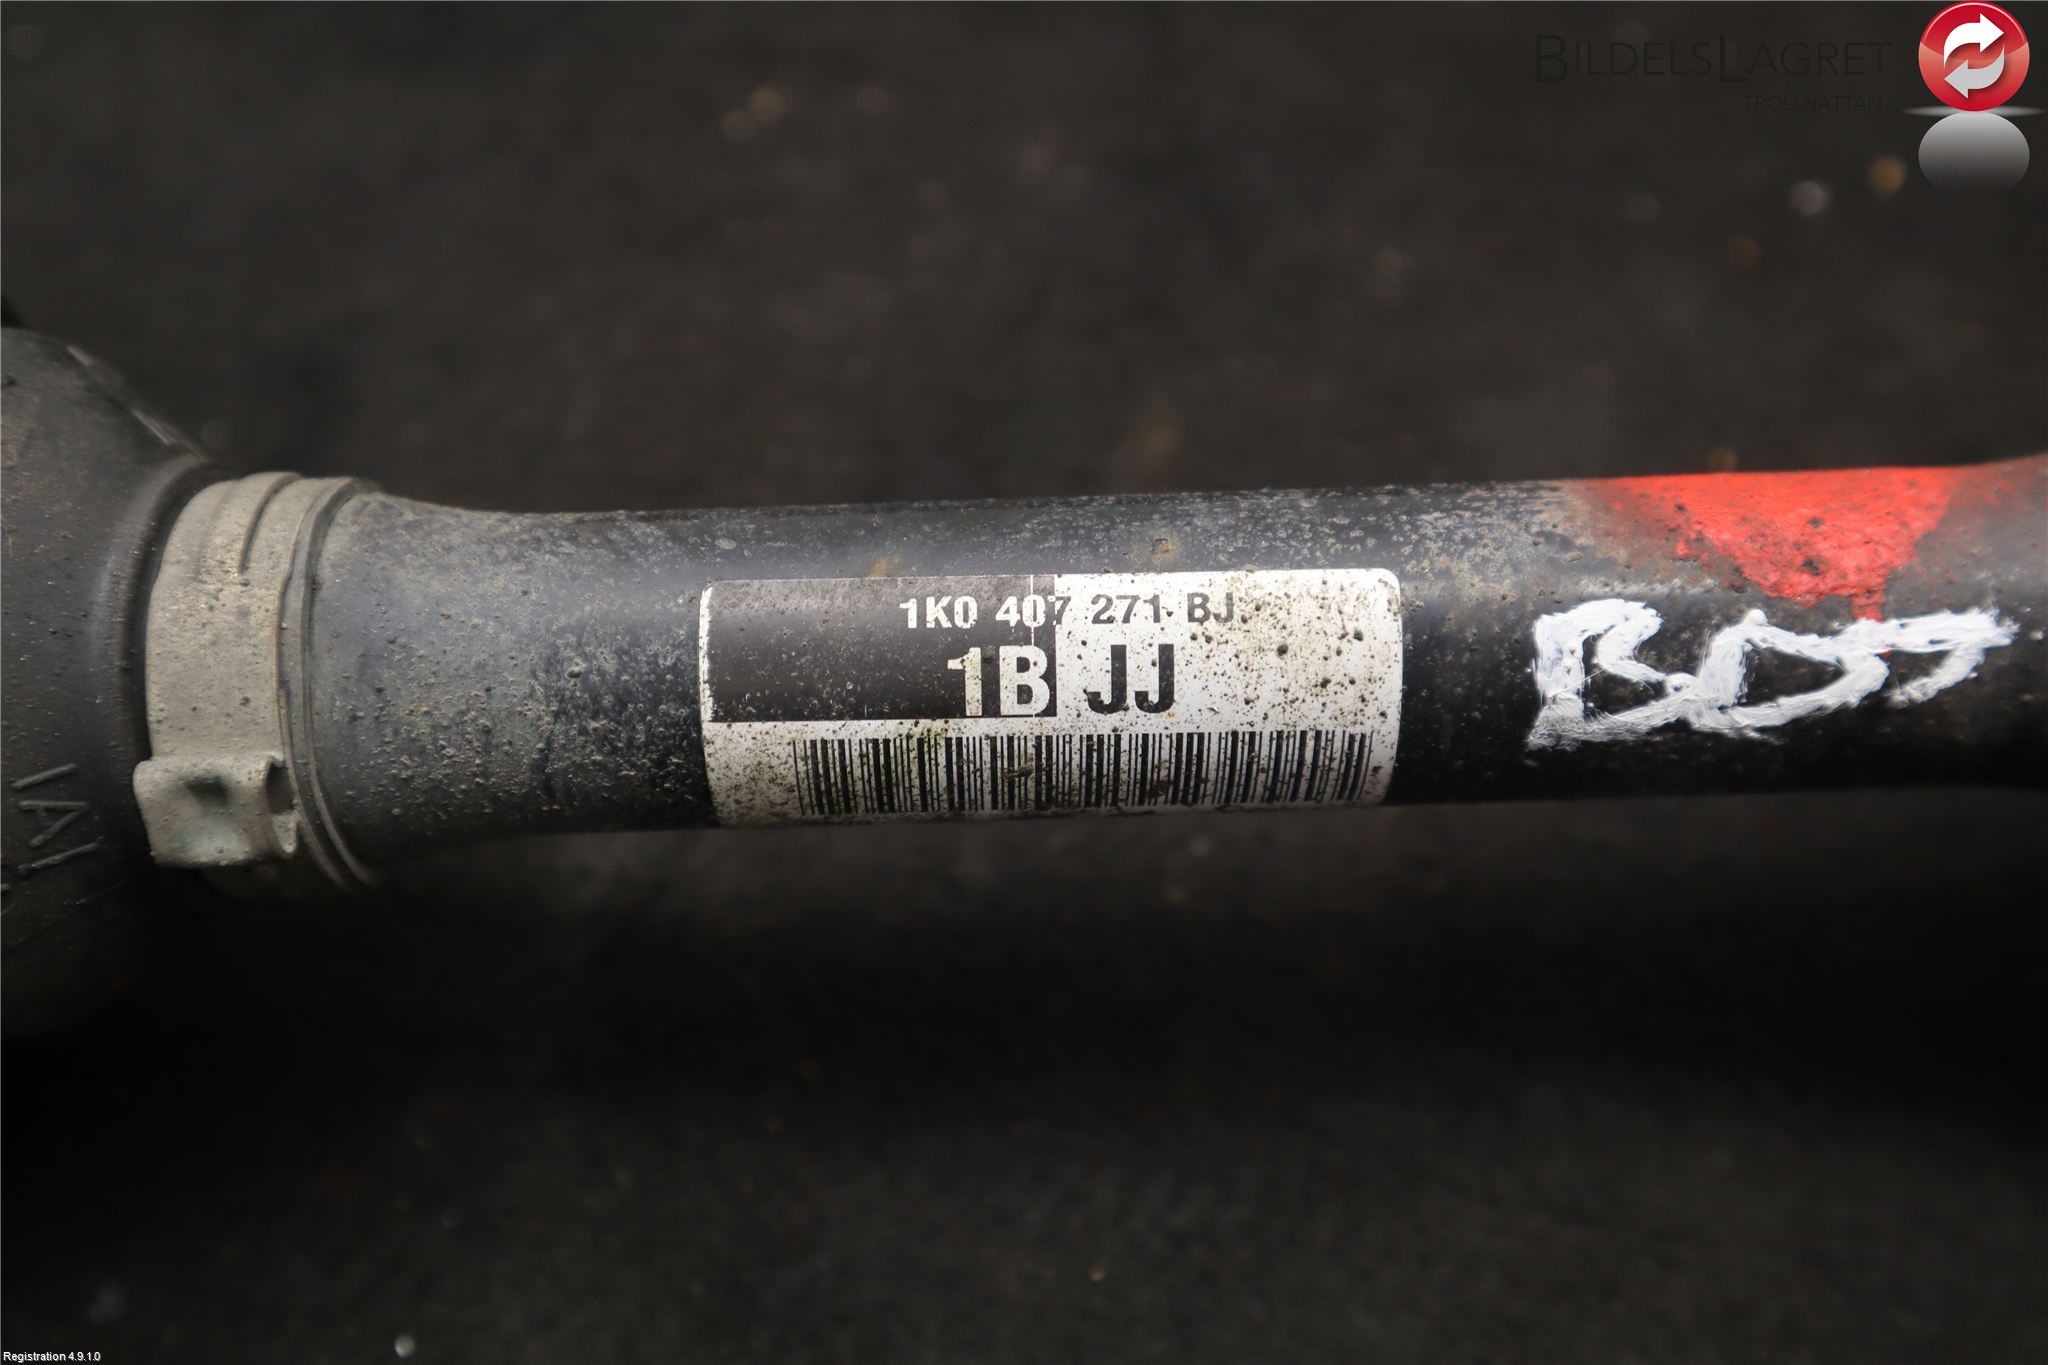 BILDELSLAGRET
TROLLHÄTTAN
1K0 407 271 BJ
1B JJ
Registration 4.9.1.0